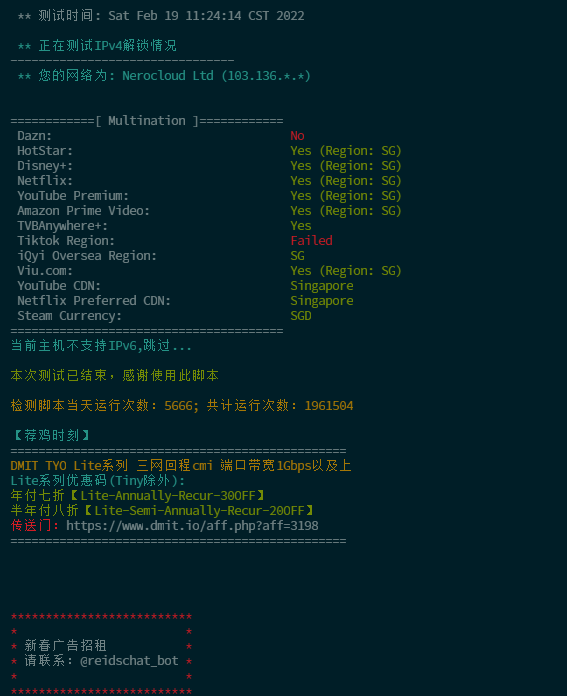 ** 测试时间: Sat Feb 19 11:24:14 CST 2022
** 正在测试IPv4解锁情况
--------------------------------
** 您的网络为: Nerocloud Ltd (103.136.*.*)
============[ Multination ]============
Dazn: No
HotStar: Yes (Region: SG)
Disney+: Yes (Region: SG)
Netflix: Yes (Region: SG)
YouTube Premium: Yes (Region: SG)
Amazon Prime Video: Yes (Region: SG)
TVBAnywhere+: Yes
Tiktok Region: Failed
iQyi Oversea Region: SG
Viu.com: Yes (Region: SG)
YouTube CDN: Singapore
Netflix Preferred CDN: Singapore
Steam Currency: SGD
=======================================
当前主机不支持IPv6,跳过...
本次测试已结束，感谢使用此脚本
检测脚本当天运行次数: 5666; 共计运行次数: 1961504
【荐鸡时刻】
================================================
DMIT TYO Lite系列 三网回程cmi 端口带宽1Gbps以及上
Lite系列优惠码(Tiny除外):
年付七折【Lite-Annually-Recur-30OFF】
半年付八折【Lite-Semi-Annually-Recur-20OFF】
传送门: https://www.dmit.io/aff.php?aff=3198
================================================
**************************
* *
* 新春广告招租 *
* 请联系: @reidschat_bot *
* *
**************************